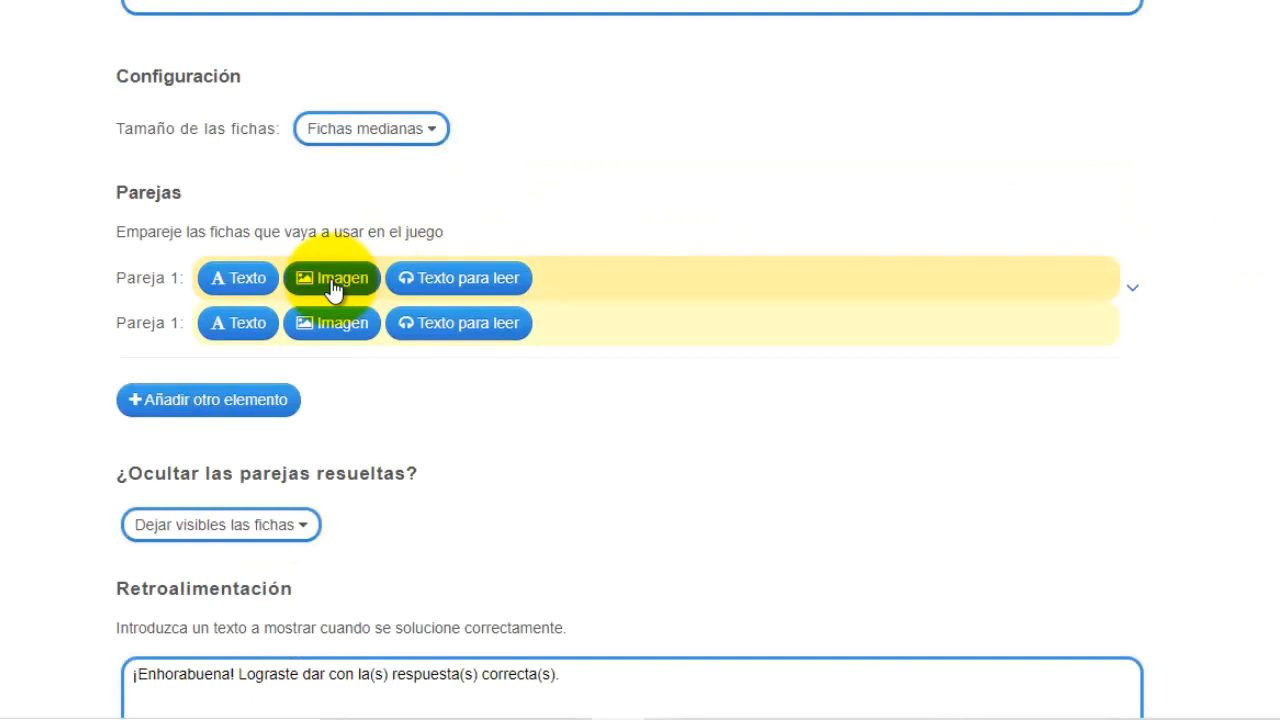 Configuración
Tamaño de las fichas: Fichas medianas
Parejas
Empareje las fichas que vaya a usar en el juego
Pareja 1: A Texto Imagen Texto para leer
Pareja 1: A Texto Imagen Texto para leer
+ Añadir otro elemento
¿Ocultar las parejas resueltas?
Dejar visibles las fichas
Retroalimentación
Introduzca un texto a mostrar cuando se solucione correctamente.
¡Enhorabuena! Lograste dar con la(s) respuesta(s) correcta(s).